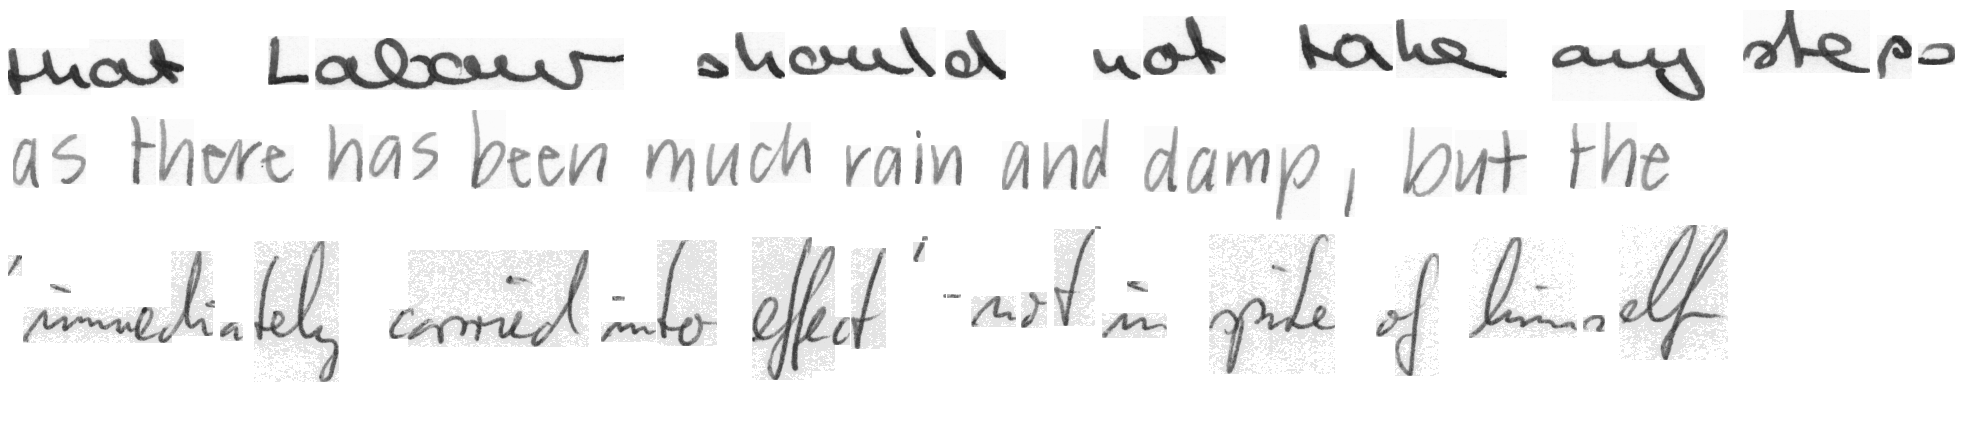 that Labour should not take any steps
as there has been much rain and damp, but the
'immediately carried into effect' - not in spite of himself